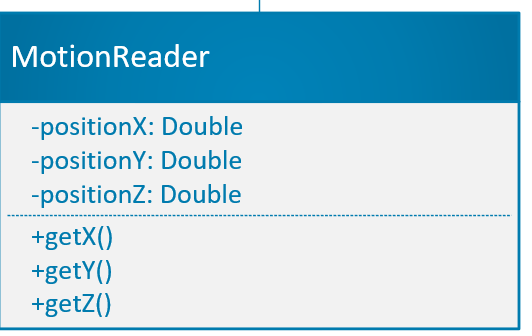 MotionReader
-positionX: Double
-positionY: Double
-positionZ: Double
+getX()
+getY()
+getZ()